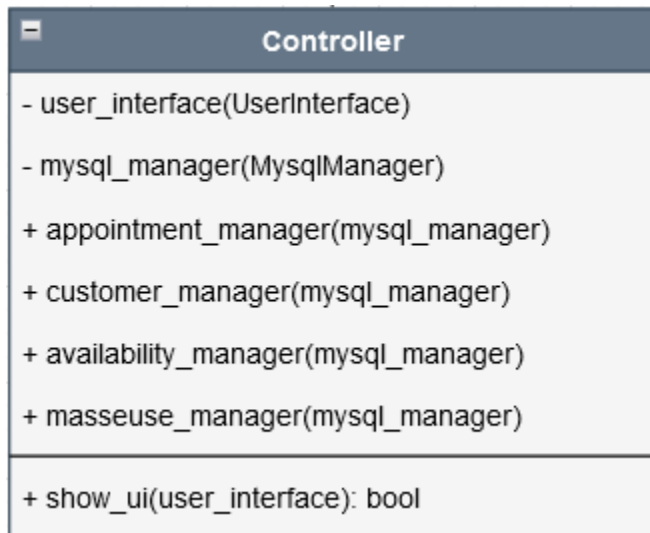 Controller
- user_interface(UserInterface)
- mysql_manager(MysqlManager)
+ appointment_manager(mysql_manager)
+ customer_manager(mysql_manager)
+ availability_manager(mysql_manager)
+ masseuse_manager(mysql_manager)
+ show_ui(user_interface): bool